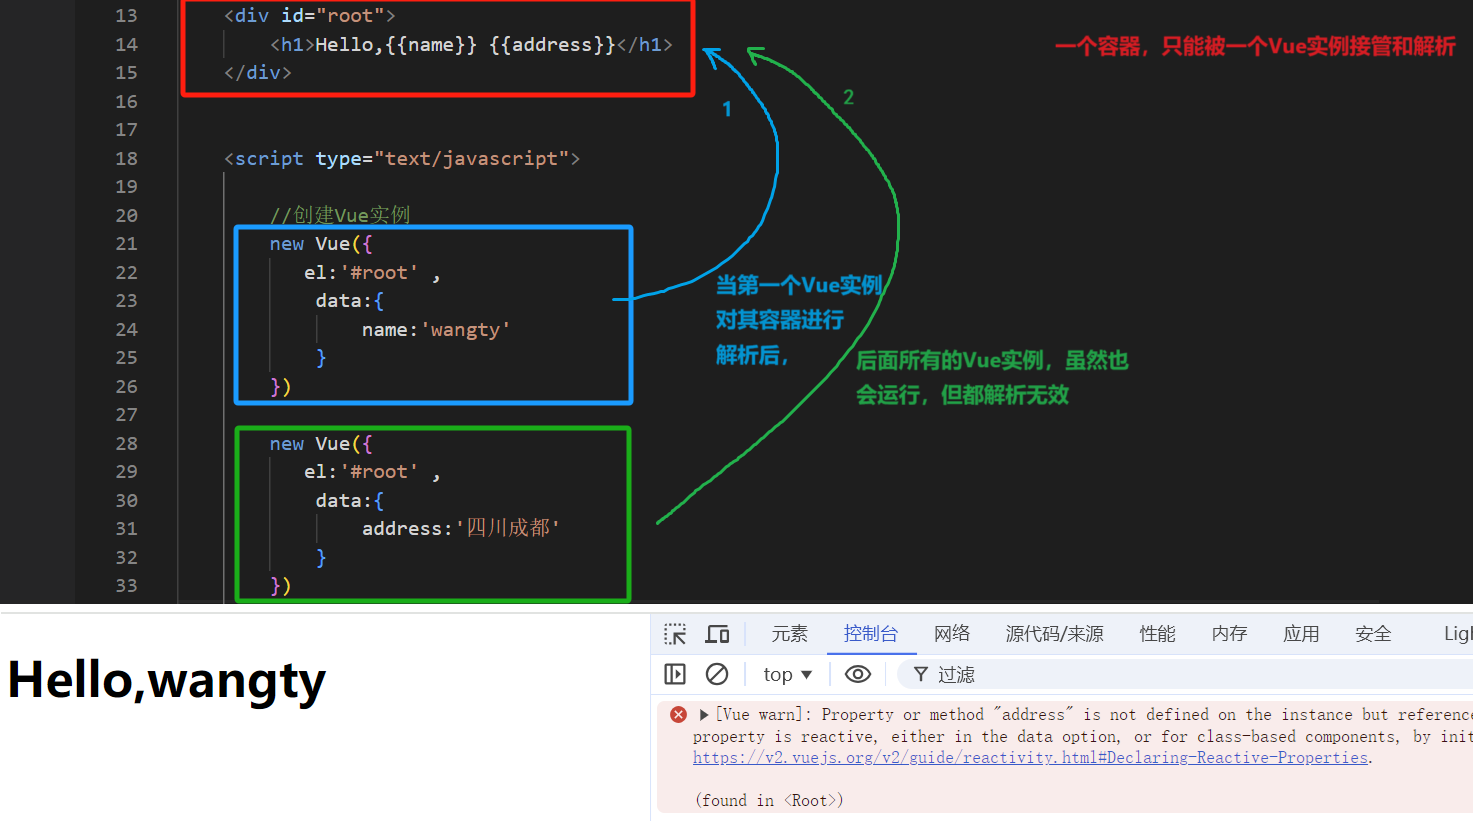 13 <div id="root">
14 <h1>Hello,{{name}} {{address}}</h1>
15 </div>
16
17
18 <script type="text/javascript">
19
20 //创建Vue实例
21 new Vue({
22 el:'#root' ,
23 data:{
24 name:'wangty'
25 }
26 })
27
28 new Vue({
29 el:'#root' ,
30 data:{
31 address:'四川成都'
32 }
33 })
一个容器，只能被一个Vue实例接管和解析
1
2
当第一个Vue实例
对其容器进行
解析后，
后面所有的Vue实例，虽然也
会运行，但都解析无效
Hello,wangty
元素 控制台 网络 源代码/来源 性能 内存 应用 安全 Ligh
top 过滤
[Vue warn]: Property or method "address" is not defined on the instance but reference
property is reactive, either in the data option, or for class-based components, by init
https://v2.vuejs.org/v2/guide/reactivity.html#Declaring-Reactive-Properties.
(found in <Root>)